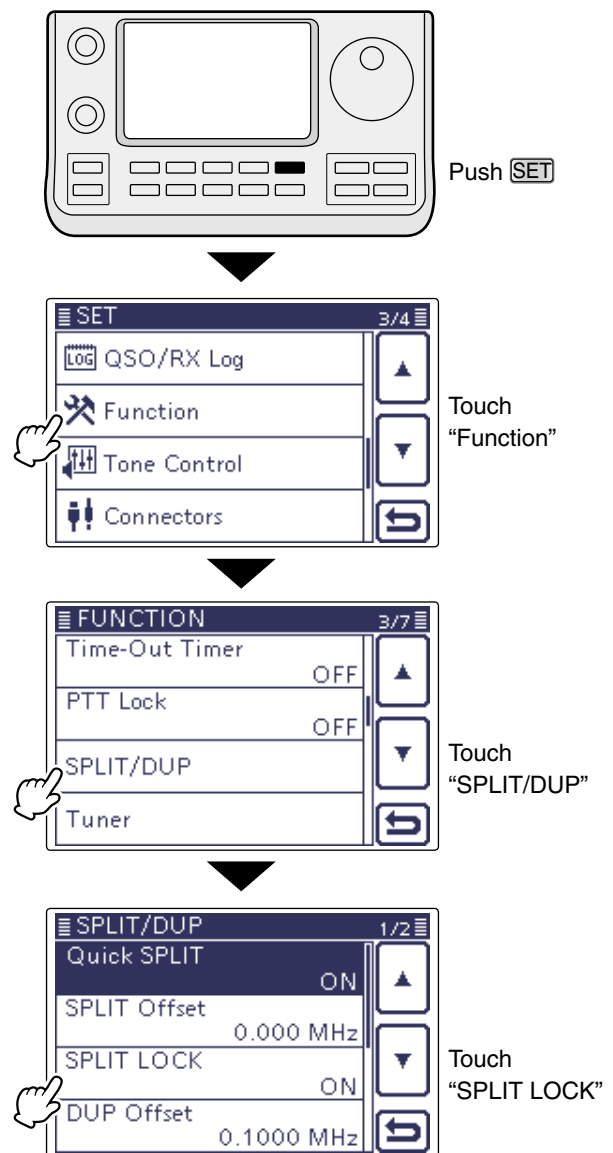 Push SET
SET 3/4
LOG QSO/RX Log
Function
Tone Control
Connectors
Touch
“Function”
FUNCTION 3/7
Time-Out Timer
OFF
PTT Lock
OFF
SPLIT/DUP
Tuner
Touch
“SPLIT/DUP”
SPLIT/DUP 1/2
Quick SPLIT
ON
SPLIT Offset
0.000 MHz
SPLIT LOCK
ON
DUP Offset
0.1000 MHz
Touch
“SPLIT LOCK”